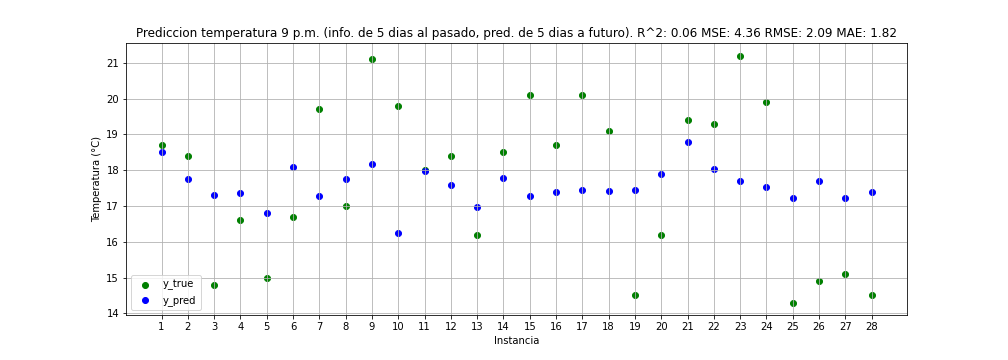 Prediccion temperatura 9 p.m. (info. de 5 dias al pasado, pred. de 5 dias a futuro). R^2: 0.06 MSE: 4.36 RMSE: 2.09 MAE: 1.82
Temperatura (°C)
21
20
19
18
17
16
15
14
y_true
y_pred
1 2 3 4 5 6 7 8 9 10 11 12 13 14 15 16 17 18 19 20 21 22 23 24 25 26 27 28
Instancia